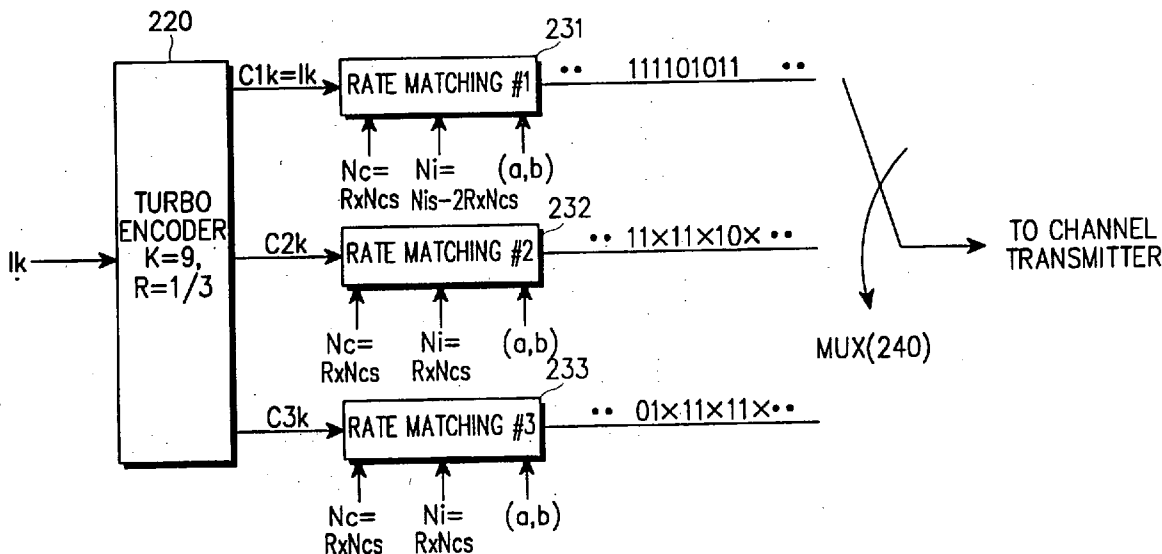 220
231
C1k=Ik
RATE MATCHING #1
•• 111101011 ••
Nc=
RxNcs
Ni=
Nis-2RxNcs
(a,b)
TURBO
ENCODER
K=9,
R=1/3
Ik
232
C2k
RATE MATCHING #2
•• 11×11×10× ••
TO CHANNEL
TRANSMITTER
Nc=
RxNcs
Ni=
RxNcs
(a,b)
MUX(240)
233
C3k
RATE MATCHING #3
•• 01×11×11× ••
Nc=
RxNcs
Ni=
RxNcs
(a,b)